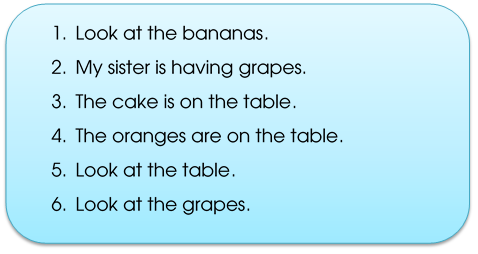 1. Look at the bananas.
2. My sister is having grapes.
3. The cake is on the table.
4. The oranges are on the table.
5. Look at the table.
6. Look at the grapes.